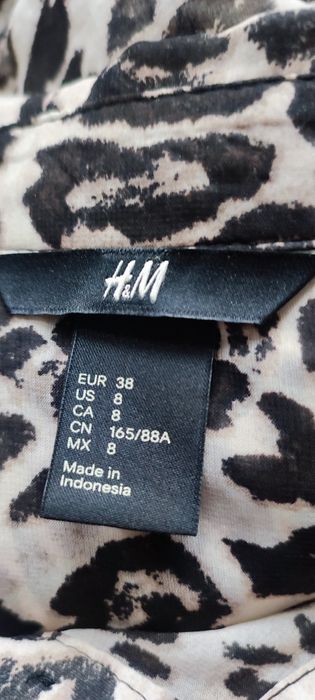 H&M
EUR 38
US 8
CA 8
CN 165/88A
MX 8
Made in
Indonesia